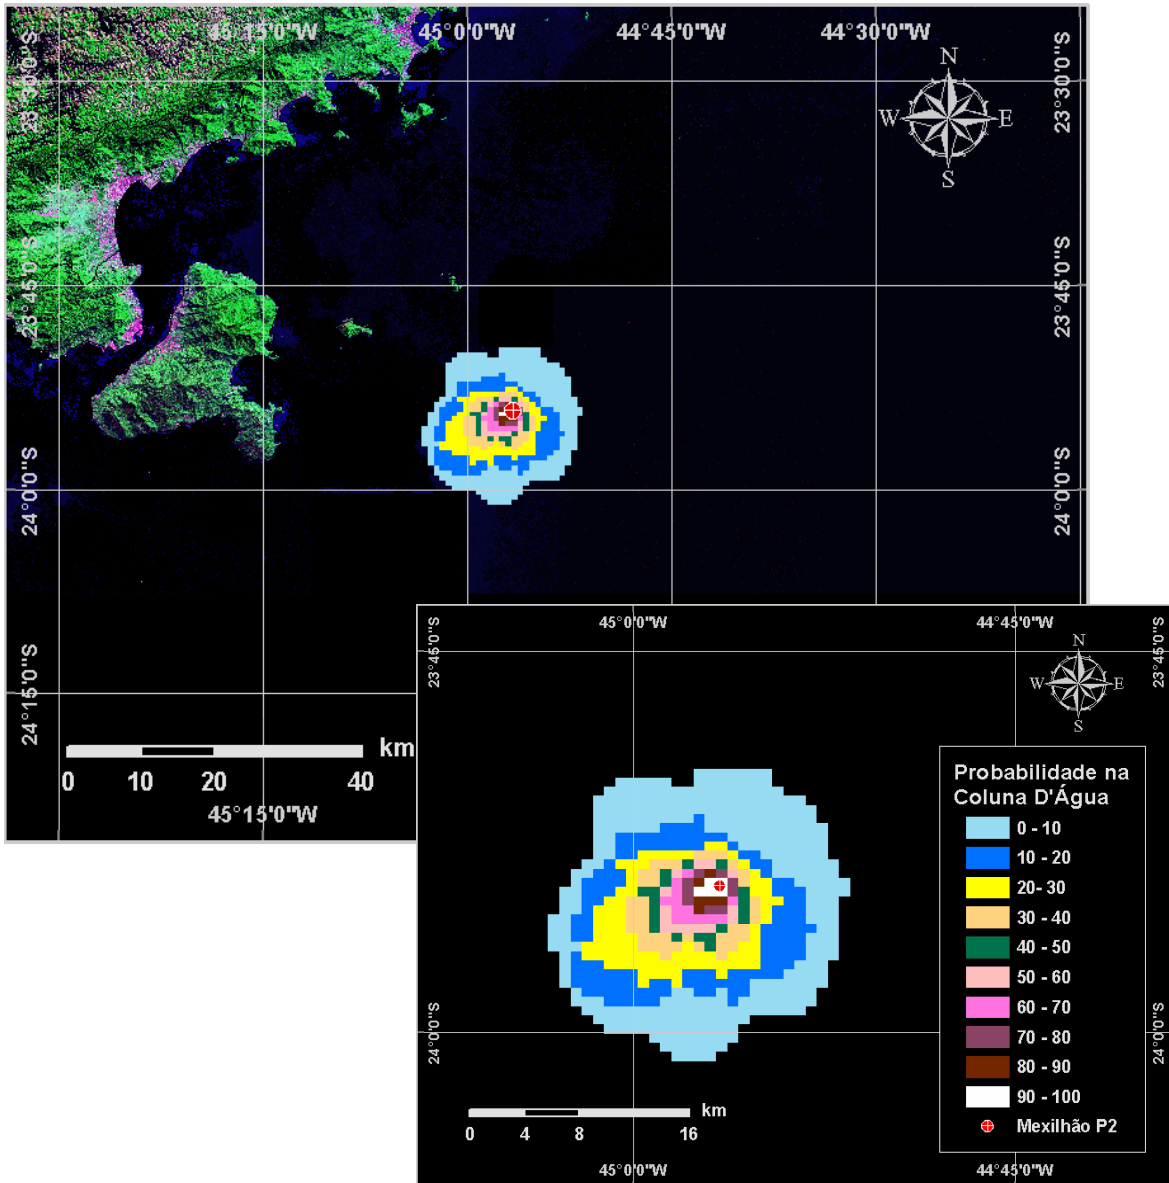 45°15'0"W 45°0'0"W 44°45'0"W 44°30'0"W
23°30'0"S 23°30'0"S
N
W E
S
23°45'0"S 23°45'0"S
24°0'0"S 24°0'0"S
24°15'0"S
km
0 10 20 40
45°15'0"W
45°0'0"W 44°45'0"W
23°45'0"S 23°45'0"S
N
W E
S
Probabilidade na
Coluna D'Água
0 - 10
10 - 20
20- 30
30 - 40
40 - 50
50 - 60
60 - 70
70 - 80
80 - 90
90 - 100
Mexilhão P2
24°0'0"S 24°0'0"S
km
0 4 8 16
45°0'0"W 44°45'0"W